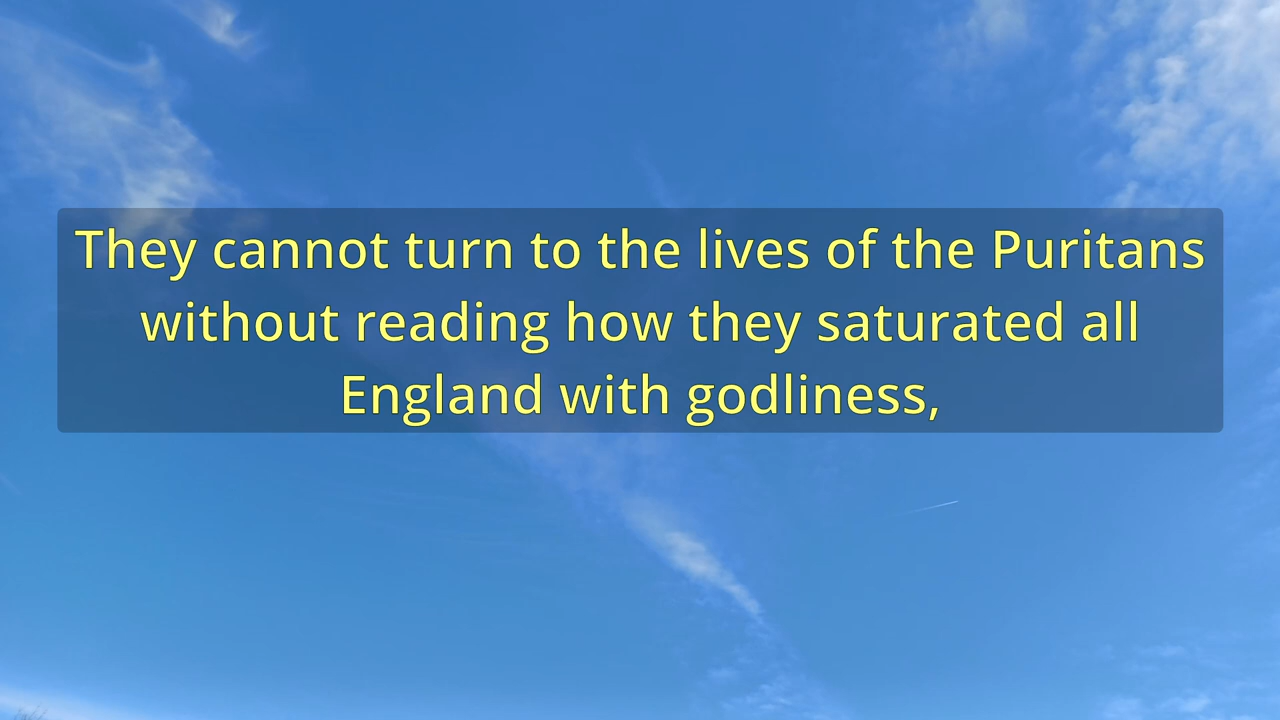 They cannot turn to the lives of the Puritans
without reading how they saturated all
England with godliness,